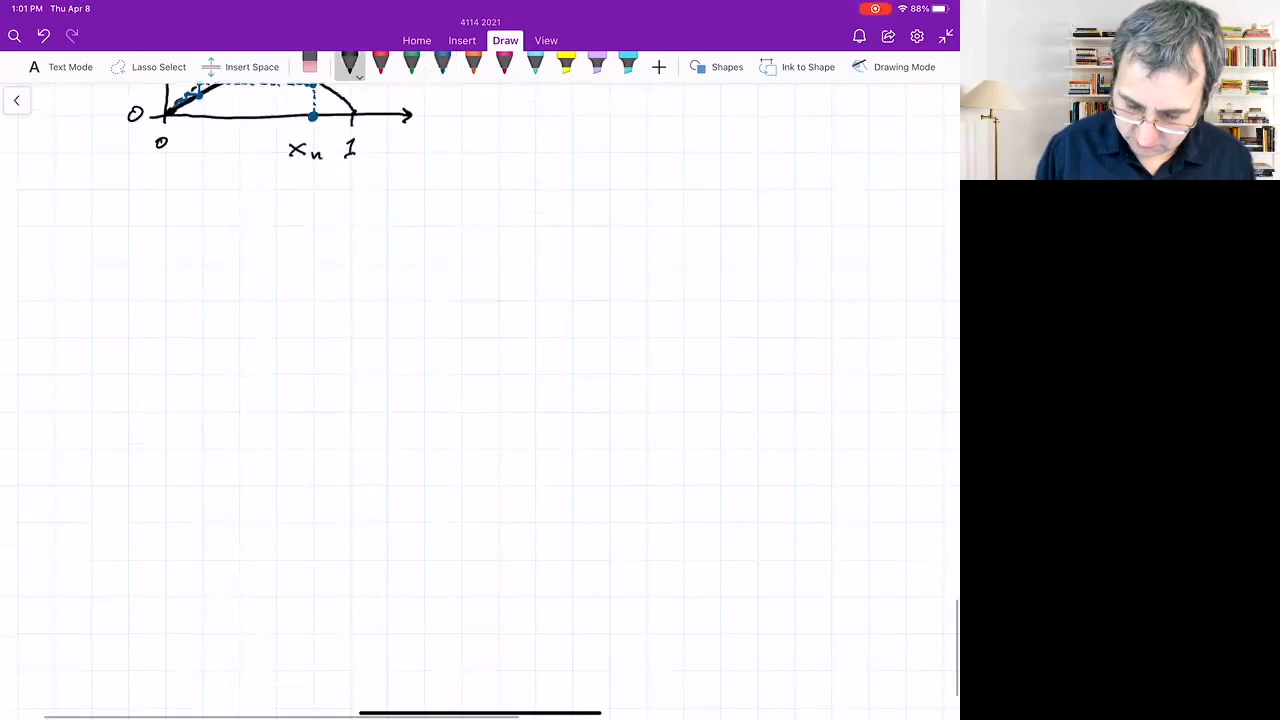 1:01 PM Thu Apr 8
88%
4114 2021
Home Insert Draw View
Text Mode Lasso Select Insert Space Shapes Ink to Shape Drawing Mode
0
0 xn 1